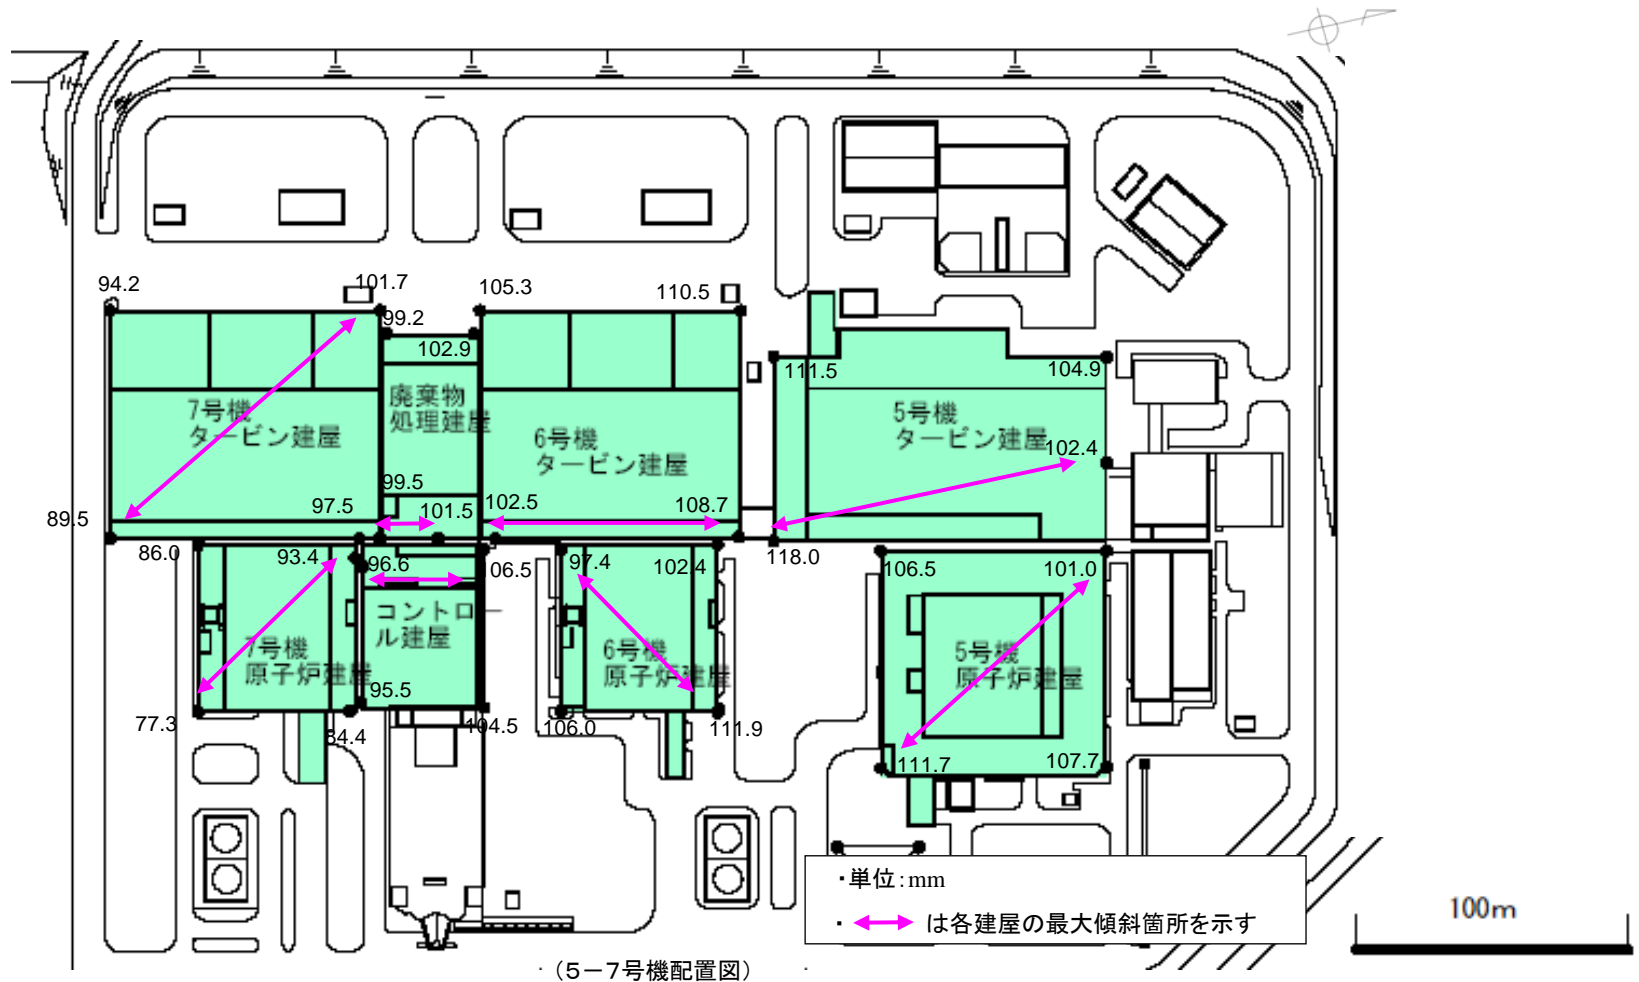 94.2
101.7
105.3
110.5
99.2
102.9
111.5
104.9
廃棄物
処理建屋
7号機
タービン建屋
6号機
タービン建屋
5号機
タービン建屋
102.4
99.5
97.5
101.5
102.5
108.7
89.5
86.0
93.4
96.6
106.5
97.4
102.4
118.0
106.5
101.0
コントロー
ル建屋
7号機
原子炉建屋
6号機
原子炉建屋
5号機
原子炉建屋
95.5
77.3
84.4
104.5
106.0
111.9
111.7
107.7
・単位:mm
・ は各建屋の最大傾斜箇所を示す
100m
(5-7号機配置図)